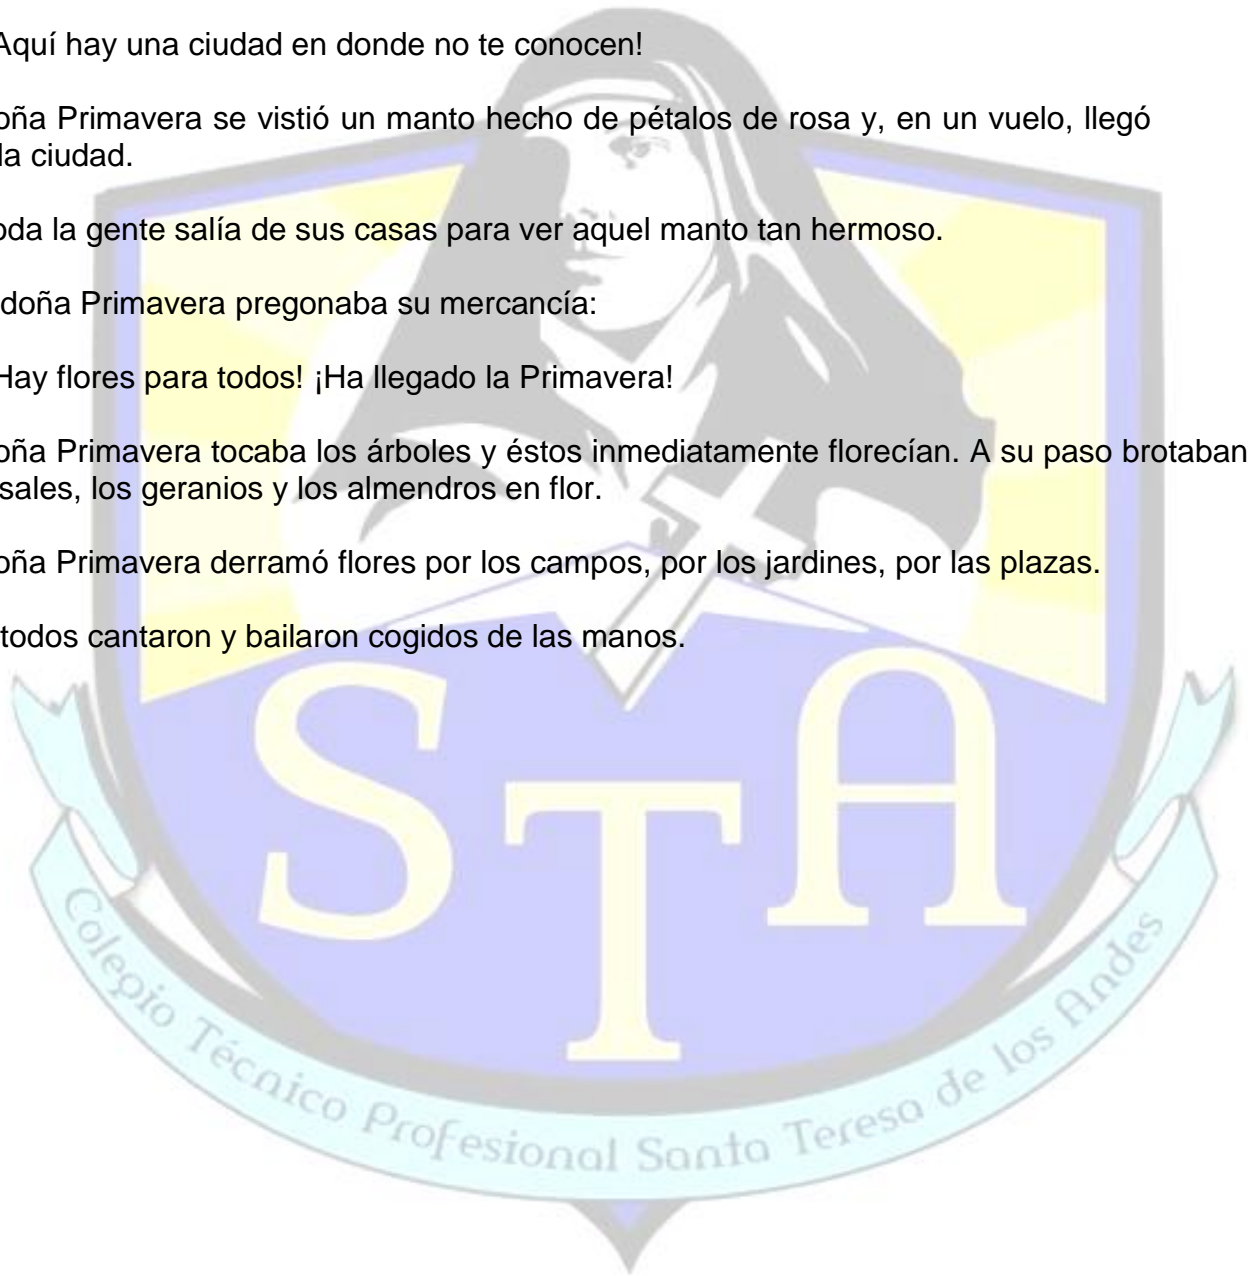 Aquí hay una ciudad en donde no te conocen!
oña Primavera se vistió un manto hecho de pétalos de rosa y, en un vuelo, llegó
la ciudad.
oda la gente salía de sus casas para ver aquel manto tan hermoso.
doña Primavera pregonaba su mercancía:
Hay flores para todos! ¡Ha llegado la Primavera!
oña Primavera tocaba los árboles y éstos inmediatamente florecían. A su paso brotaban
sales, los geranios y los almendros en flor.
oña Primavera derramó flores por los campos, por los jardines, por las plazas.
todos cantaron y bailaron cogidos de las manos.
STA
Colegio Técnico Profesional Santa Teresa de los Andes